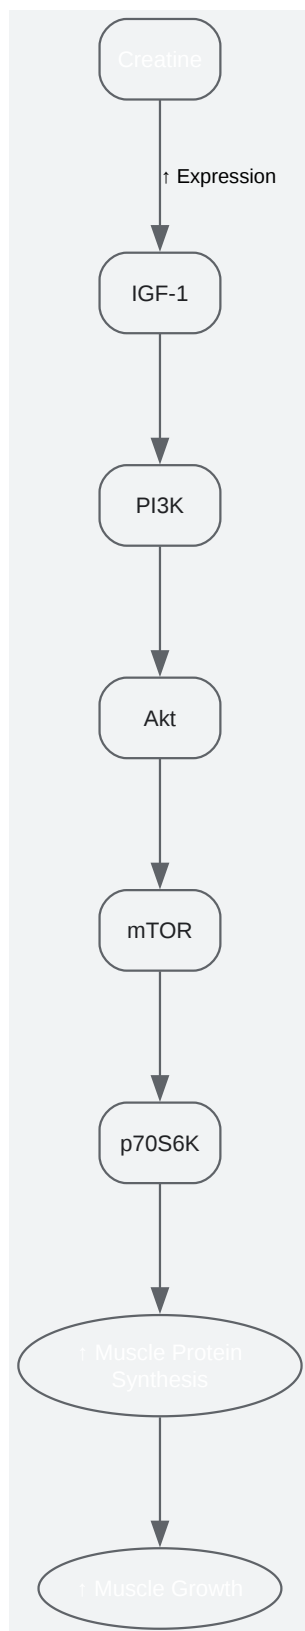 Creatine
↑ Expression
IGF-1
PI3K
Akt
mTOR
p70S6K
↑ Muscle Protein
Synthesis
↑ Muscle Growth